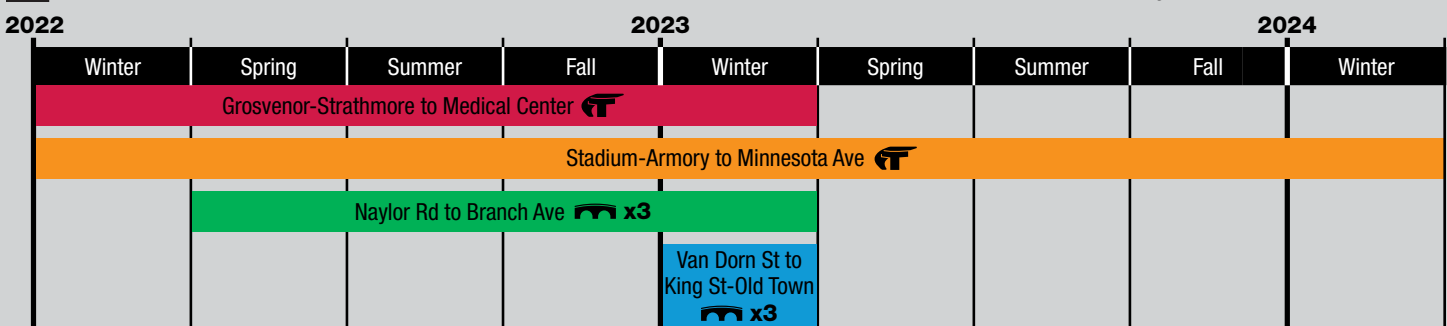 2022 2023 2024
Winter Spring Summer Fall Winter Spring Summer Fall Winter
Grosvenor-Strathmore to Medical Center
Stadium-Armory to Minnesota Ave
Naylor Rd to Branch Ave x3
Van Dorn St to
King St-Old Town
x3